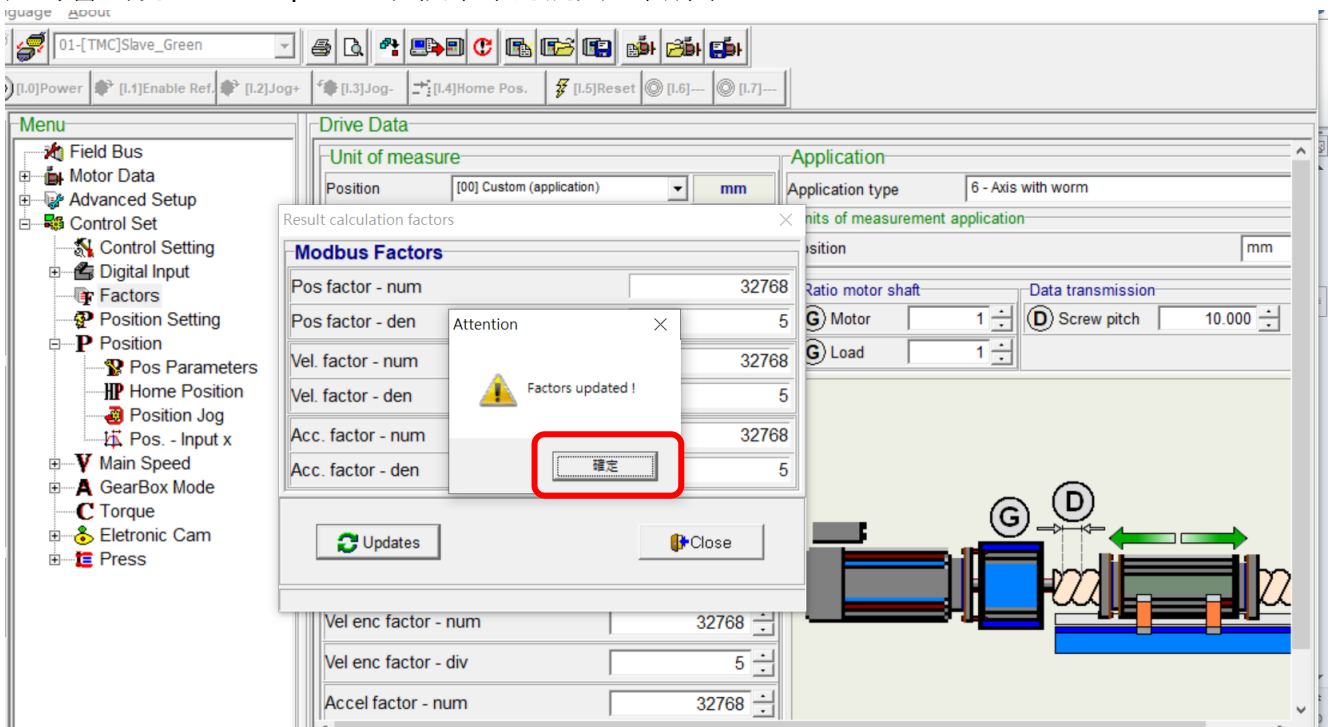 nguage About
01-[TMC]Slave_Green
[I.0]Power [I.1]Enable Ref. [I.2]Jog+ [I.3]Jog- [I.4]Home Pos. [I.5]Reset [I.6]--- [I.7]---
Menu
Field Bus
Motor Data
Advanced Setup
Control Set
Control Setting
Digital Input
Factors
Position Setting
P Position
Pos Parameters
HP Home Position
Position Jog
Pos. - Input x
V Main Speed
A GearBox Mode
C Torque
Eletronic Cam
Press
Drive Data
Unit of measure
Position [00] Custom (application) mm
Application
Application type 6 - Axis with worm
nits of measurement application
osition mm
Ratio motor shaft
G Motor 1
G Load 1
Data transmission
D Screw pitch 10.000
Result calculation factors
Modbus Factors
Pos factor - num 32768
Pos factor - den 5
Vel. factor - num 32768
Vel. factor - den 5
Acc. factor - num 32768
Acc. factor - den 5
Attention
Factors updated !
確定
Updates
Close
Vel enc factor - num 32768
Vel enc factor - div 5
Accel factor - num 32768
G
D